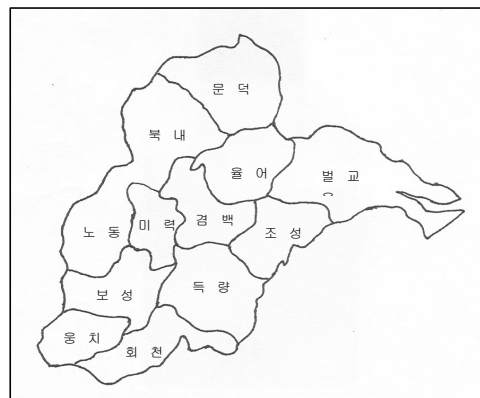 문 덕
북 내
율 어
벌 교
노 동
미 력
겸 백
조 성
보 성
득 량
웅 치
회 천